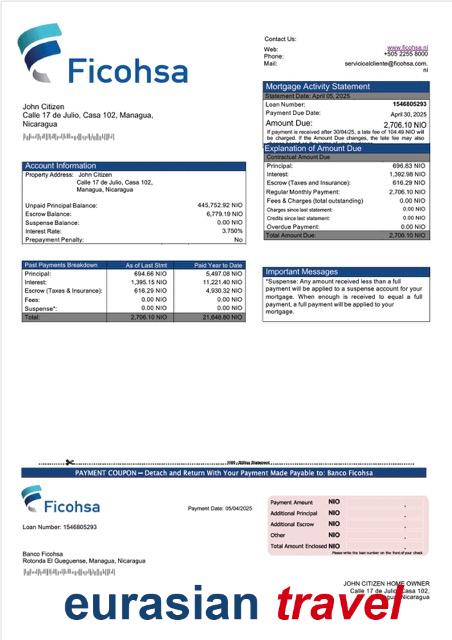 Contact Us:
Web: www.ficohsa.ni
Phone: +505 2255 8000
Mail: servicioalcliente@ficohsa.com.
ni
Ficohsa
John Citizen
Calle 17 de Julio, Casa 102, Managua,
Nicaragua
Mortgage Activity Statement
Statement Date: April 05, 2025
Loan Number: 1546805293
Payment Due Date: April 30, 2025
Amount Due: 2,706.10 NIO
If payment is received after 30/04/25, a late fee of 104.49 NIO will
be charged. If the Amount Due changes, the late fee may also
Explanation of Amount Due
Contractual Amount Due
Principal: 696.83 NIO
Interest: 1,392.98 NIO
Escrow (Taxes and Insurance): 616.29 NIO
Regular Monthly Payment: 2,706.10 NIO
Fees & Charges (total outstanding) 0.00 NIO
Charges since last statement: 0.00 NIO
Credits since last statement: 0.00 NIO
Overdue Payment: 0.00 NIO
Total Amount Due: 2,706.10 NIO
Account Information
Property Address: John Citizen
Calle 17 de Julio, Casa 102,
Managua, Nicaragua
Unpaid Principal Balance: 445,752.92 NIO
Escrow Balance: 6,779.19 NIO
Suspense Balance: 0.00 NIO
Interest Rate: 3.750%
Prepayment Penalty: No
Past Payments Breakdown As of Last Stmt Paid Year to Date
Principal: 694.66 NIO 5,497.08 NIO
Interest: 1,395.15 NIO 11,221.40 NIO
Escrow (Taxes & Insurance): 616.29 NIO 4,930.32 NIO
Fees: 0.00 NIO 0.00 NIO
Suspense*: 0.00 NIO 0.00 NIO
Total: 2,706.10 NIO 21,648.80 NIO
Important Messages
*Suspense: Any amount received less than a full
payment will be applied to a suspense account for your
mortgage. When enough is received to equal a full
payment, a full payment will be applied to your
mortgage.
Billing Statement
PAYMENT COUPON — Detach and Return With Your Payment Made Payable to: Banco Ficohsa
Ficohsa
Payment Date: 05/04/2025
Loan Number: 1546805293
Payment Amount NIO .
Additional Principal NIO .
Additional Escrow NIO .
Other NIO .
Total Amount Enclosed NIO .
Please write the loan number on the front of your check
Banco Ficohsa
Rotonda El Gueguense, Managua, Nicaragua
JOHN CITIZEN HOME OWNER
Calle 17 de Julio, Casa 102,
Managua, Nicaragua
eurasian travel